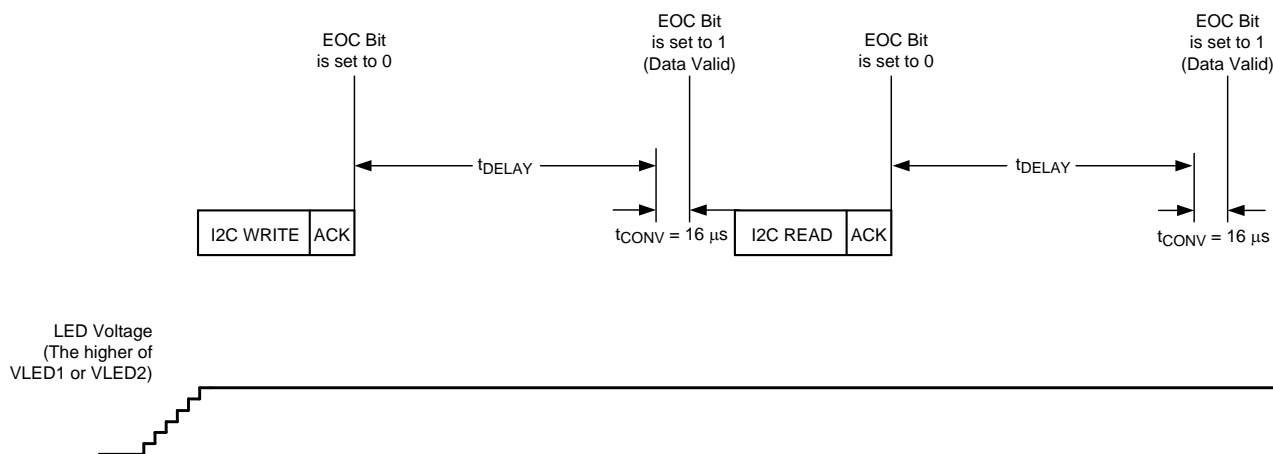 EOC Bit
is set to 0
EOC Bit
is set to 1
(Data Valid)
EOC Bit
is set to 0
EOC Bit
is set to 1
(Data Valid)
tDELAY
tDELAY
I2C WRITE
ACK
tCONV = 16 μs
I2C READ
ACK
tCONV = 16 μs
LED Voltage
(The higher of
VLED1 or VLED2)